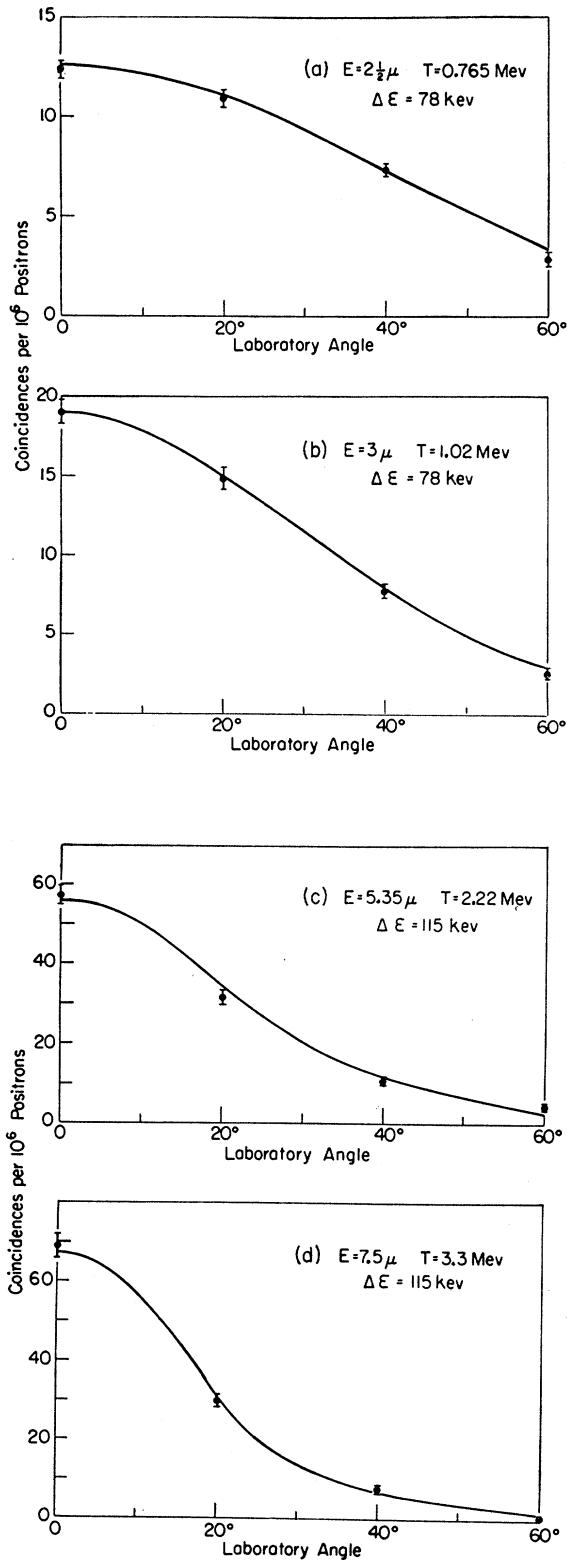 15
(a) E=2½μ T=0.765 Mev
Δ Ɛ = 78 kev
10
5
0
0 20° 40° 60°
Laboratory Angle
Coincidences per 10⁶ Positrons
20
(b) E=3μ T=1.02 Mev
Δ Ɛ = 78 kev
15
10
5
0
0 20° 40° 60°
Laboratory Angle
60
(c) E=5.35μ T=2.22 Mev
Δ Ɛ = 115 kev
40
20
0
0 20° 40° 60°
Laboratory Angle
Coincidences per 10⁶ Positrons
(d) E=7.5μ T=3.3 Mev
Δ Ɛ = 115 kev
60
40
20
0
0 20° 40° 60°
Laboratory Angle